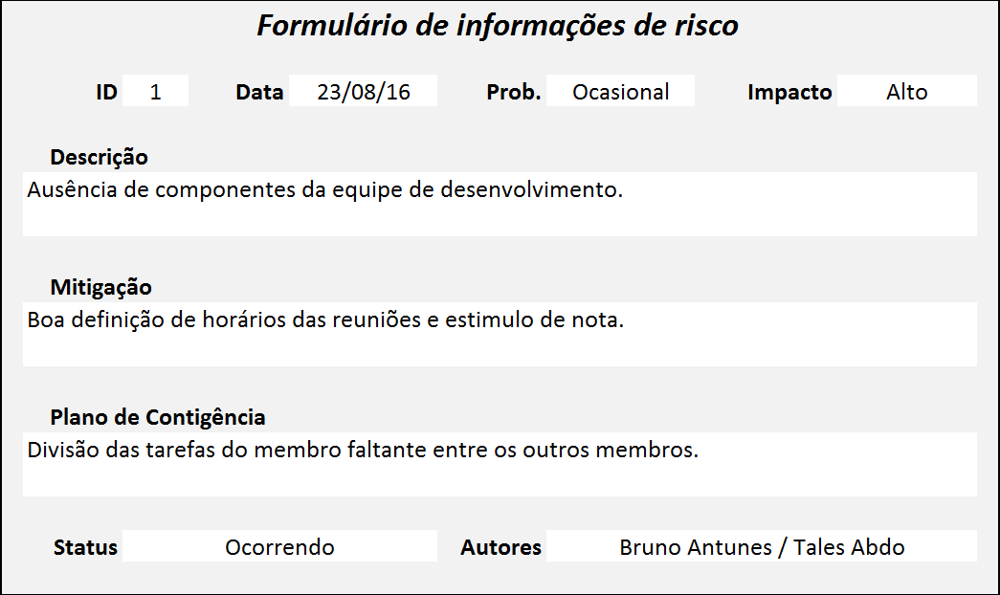 Formulário de informações de risco
ID 1 Data 23/08/16 Prob. Ocasional Impacto Alto
Descrição
Ausência de componentes da equipe de desenvolvimento.
Mitigação
Boa definição de horários das reuniões e estimulo de nota.
Plano de Contigência
Divisão das tarefas do membro faltante entre os outros membros.
Status Ocorrendo Autores Bruno Antunes / Tales Abdo